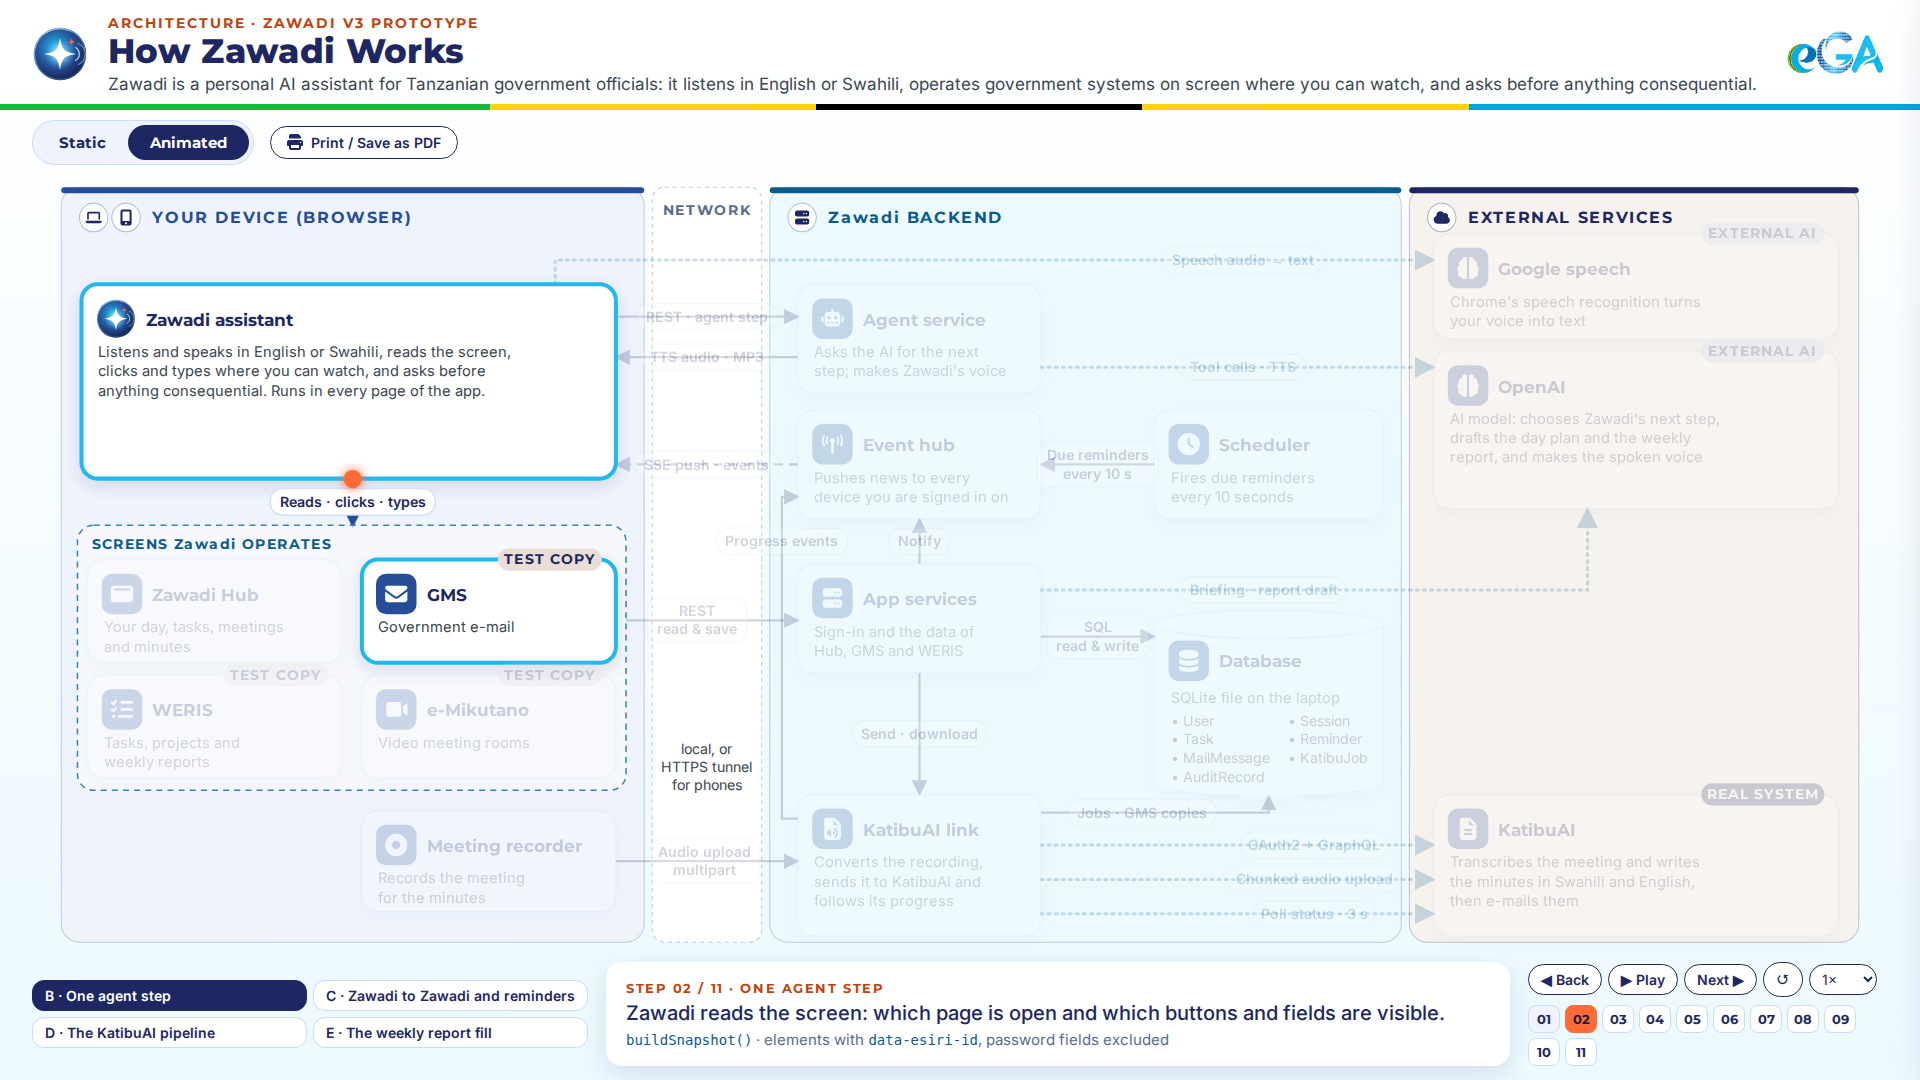 ARCHITECTURE · ZAWADI V3 PROTOTYPE
How Zawadi Works
Zawadi is a personal AI assistant for Tanzanian government officials: it listens in English or Swahili, operates government systems on screen where you can watch, and asks before anything consequential.
eGA
Static
Animated
Print / Save as PDF
YOUR DEVICE (BROWSER)
Zawadi assistant
Listens and speaks in English or Swahili, reads the screen,
clicks and types where you can watch, and asks before
anything consequential. Runs in every page of the app.
Reads · clicks · types
SCREENS Zawadi OPERATES
Zawadi Hub
Your day, tasks, meetings
and minutes
TEST COPY
GMS
Government e-mail
TEST COPY
WERIS
Tasks, projects and
weekly reports
TEST COPY
e-Mikutano
Video meeting rooms
Meeting recorder
Records the meeting
for the minutes
NETWORK
REST · agent step
TTS audio · MP3
SSE push · events
Progress events
REST
read & save
local, or
HTTPS tunnel
for phones
Audio upload
multipart
Zawadi BACKEND
Speech audio → text
Agent service
Asks the AI for the next
step; makes Zawadi's voice
Tool calls · TTS
Event hub
Pushes news to every
device you are signed in on
Due reminders
every 10 s
Scheduler
Fires due reminders
every 10 seconds
Notify
App services
Sign-in and the data of
Hub, GMS and WERIS
Briefing · report draft
SQL
read & write
Database
SQLite file on the laptop
• User
• Task
• MailMessage
• AuditRecord
• Session
• Reminder
• KatibuJob
Send · download
KatibuAI link
Converts the recording,
sends it to KatibuAI and
follows its progress
Jobs · GMS copies
OAuth2 + GraphQL
Chunked audio upload
Poll status · 3 s
EXTERNAL SERVICES
EXTERNAL AI
Google speech
Chrome's speech recognition turns
your voice into text
EXTERNAL AI
OpenAI
AI model: chooses Zawadi's next step,
drafts the day plan and the weekly
report, and makes the spoken voice
REAL SYSTEM
KatibuAI
Transcribes the meeting and writes
the minutes in Swahili and English,
then e-mails them
B · One agent step
C · Zawadi to Zawadi and reminders
D · The KatibuAI pipeline
E · The weekly report fill
STEP 02 / 11 · ONE AGENT STEP
Zawadi reads the screen: which page is open and which buttons and fields are visible.
buildSnapshot() · elements with data-esiri-id, password fields excluded
◀ Back
▶ Play
Next ▶
↺
1×
01
02
03
04
05
06
07
08
09
10
11